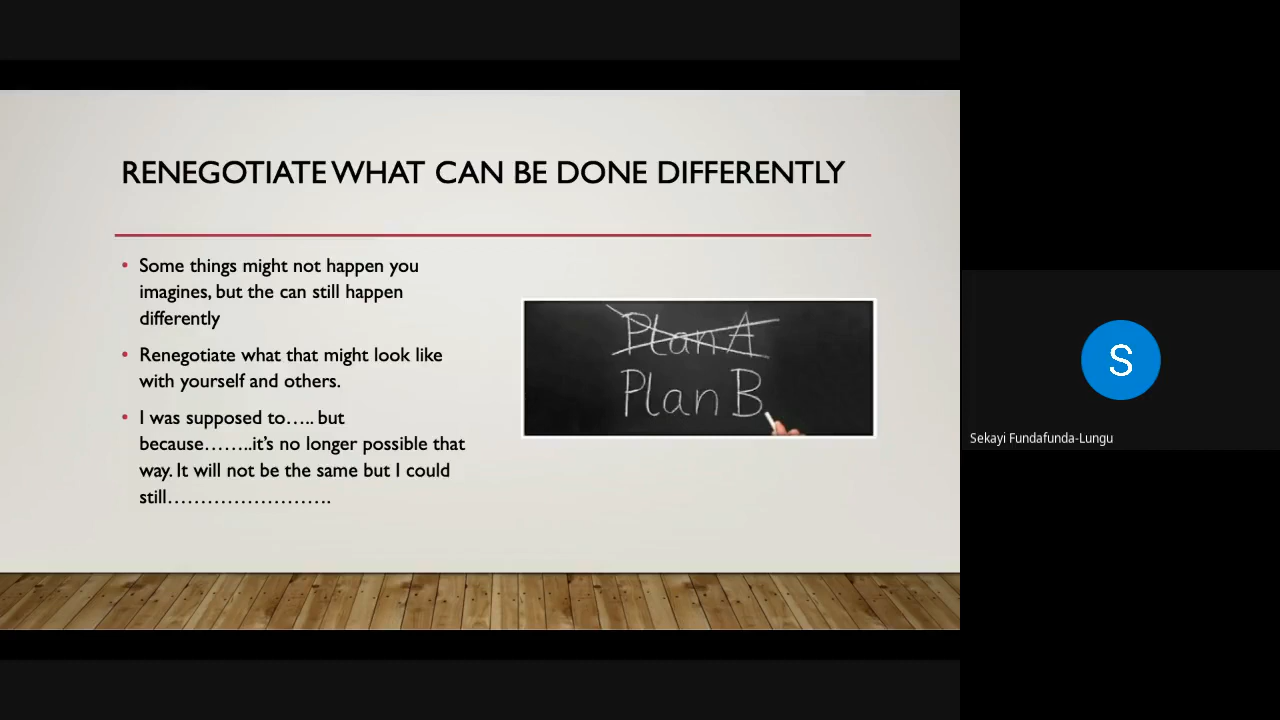 RENEGOTIATE WHAT CAN BE DONE DIFFERENTLY
• Some things might not happen you
imagines, but the can still happen
differently
• Renegotiate what that might look like
with yourself and others.
• I was supposed to….. but
because……..it’s no longer possible that
way. It will not be the same but I could
still…………………….
Plan A
Plan B
S
Sekayi Fundafunda-Lungu